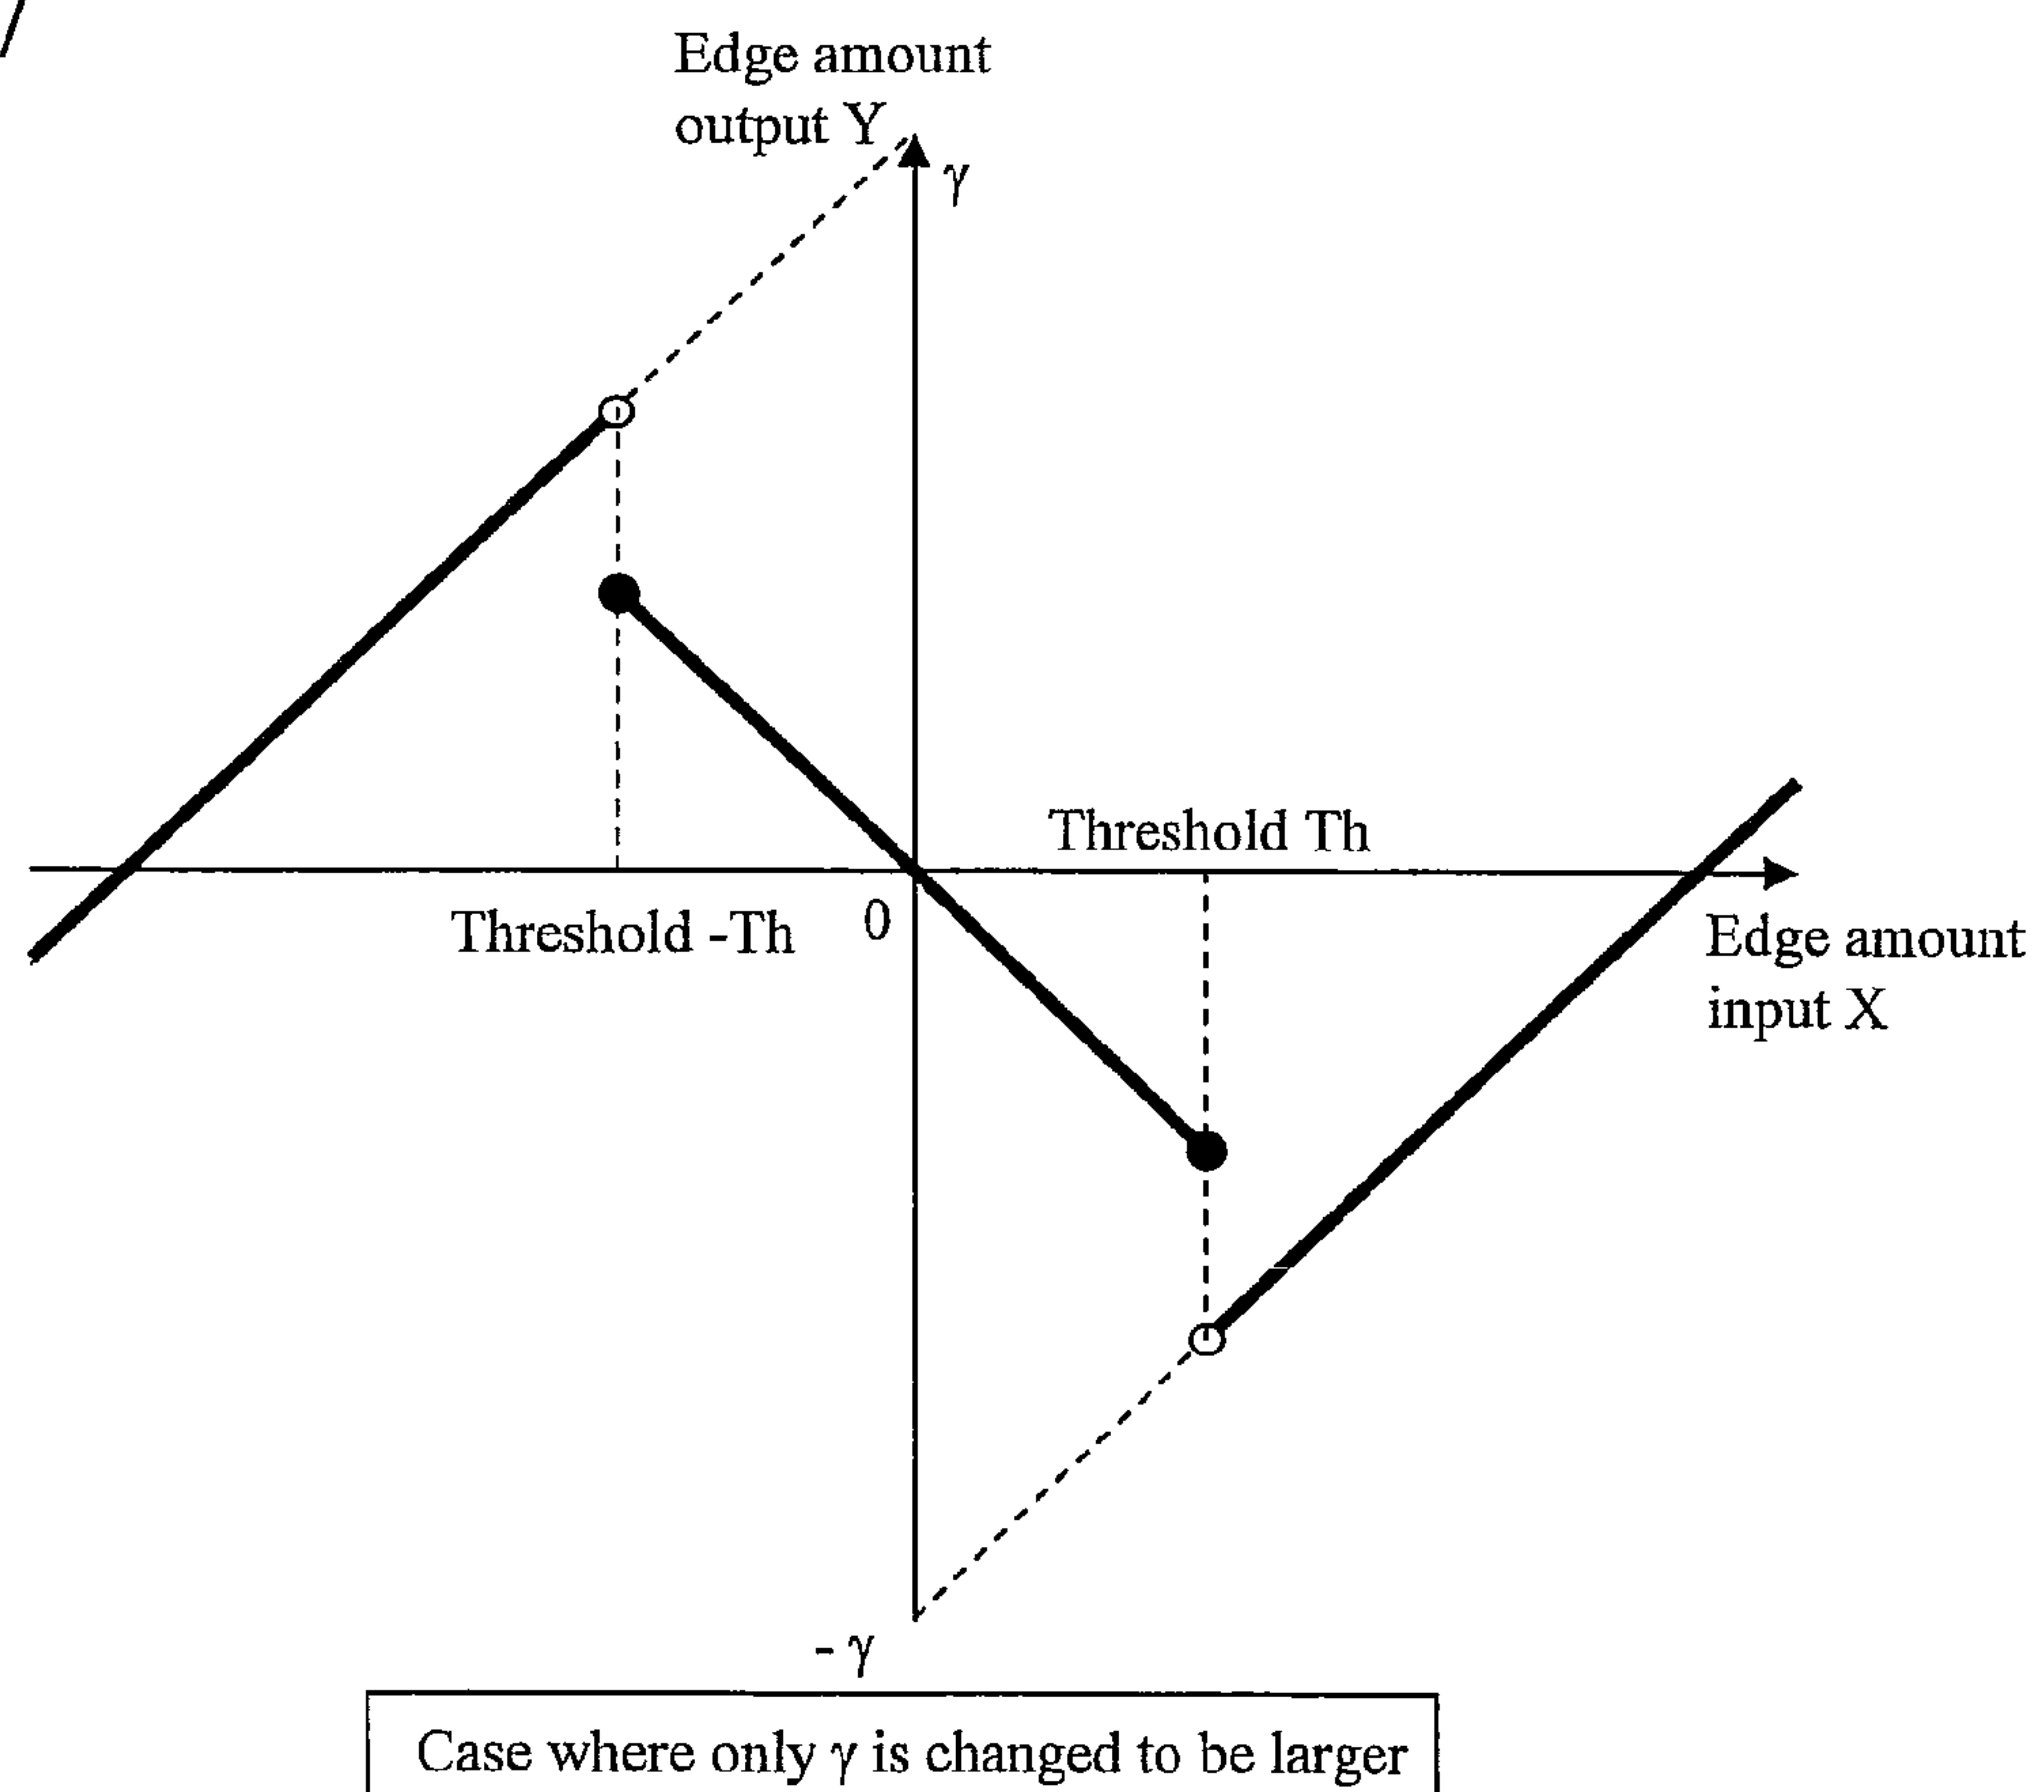 Edge amount
output Y
γ
Threshold Th
Threshold -Th
0
Edge amount
input X
- γ
Case where only γ is changed to be larger